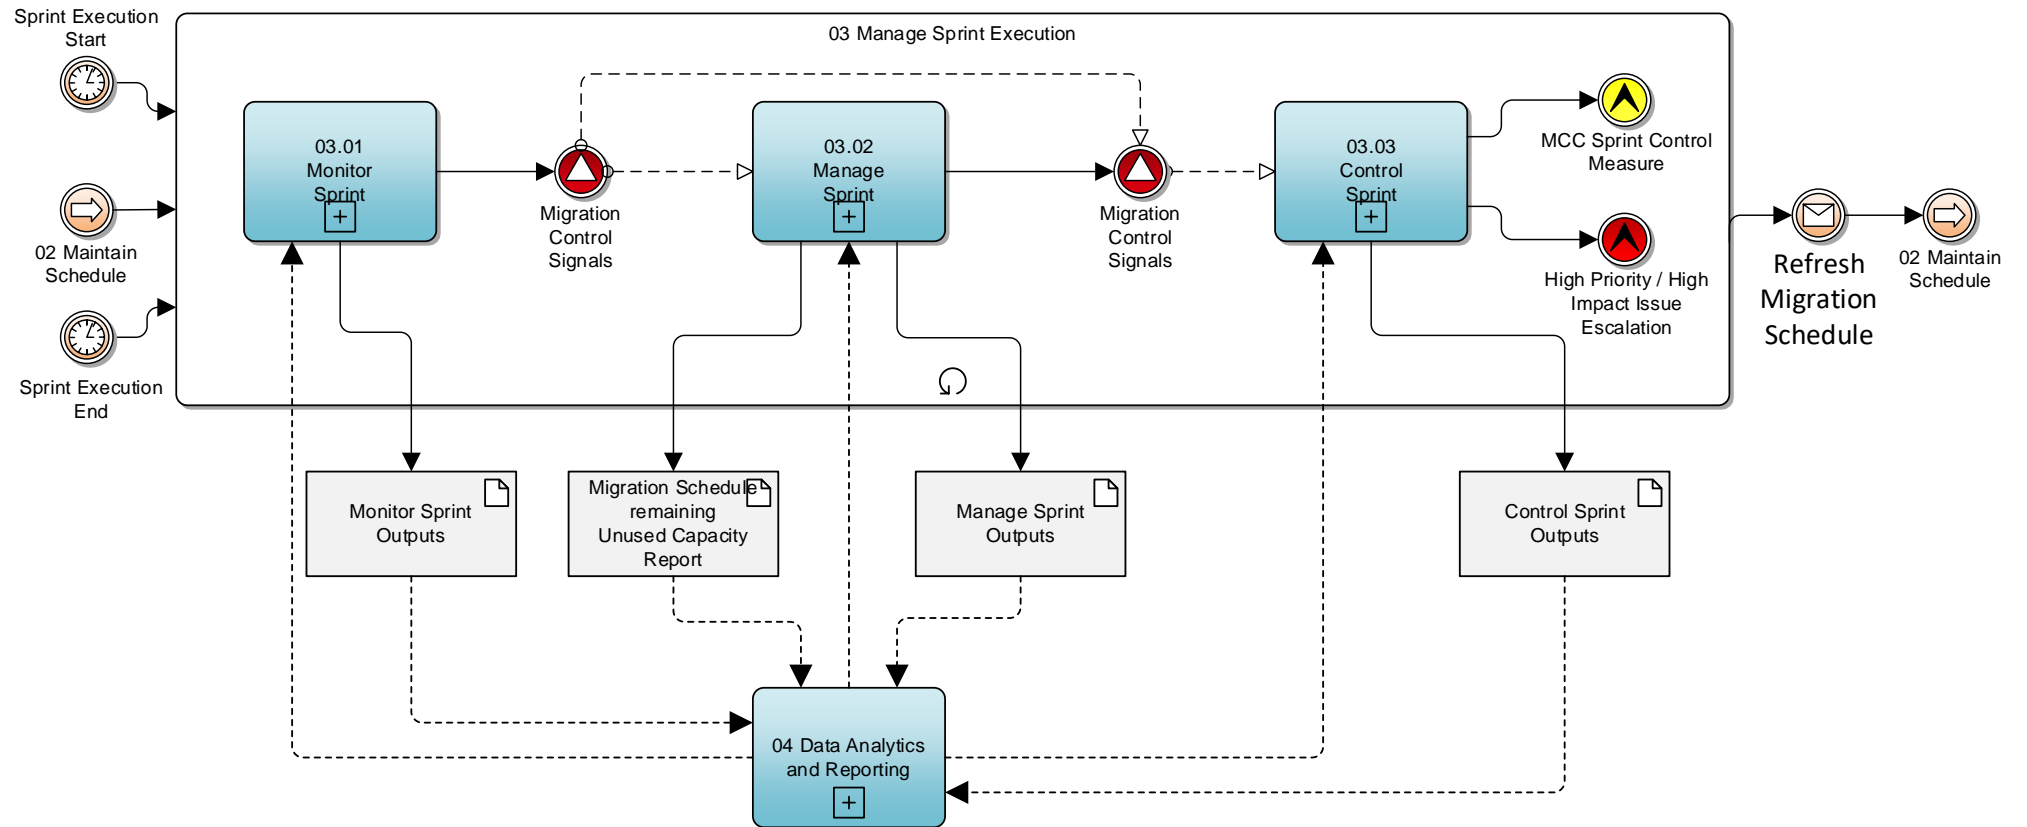 Sprint Execution
Start
03 Manage Sprint Execution
03.01
Monitor
Sprint
Migration
Control
Signals
03.02
Manage
Sprint
Migration
Control
Signals
03.03
Control
Sprint
MCC Sprint Control
Measure
High Priority / High
Impact Issue
Escalation
02 Maintain
Schedule
Sprint Execution
End
Refresh
Migration
Schedule
02 Maintain
Schedule
Monitor Sprint
Outputs
Migration Schedule
remaining
Unused Capacity
Report
Manage Sprint
Outputs
Control Sprint
Outputs
04 Data Analytics
and Reporting